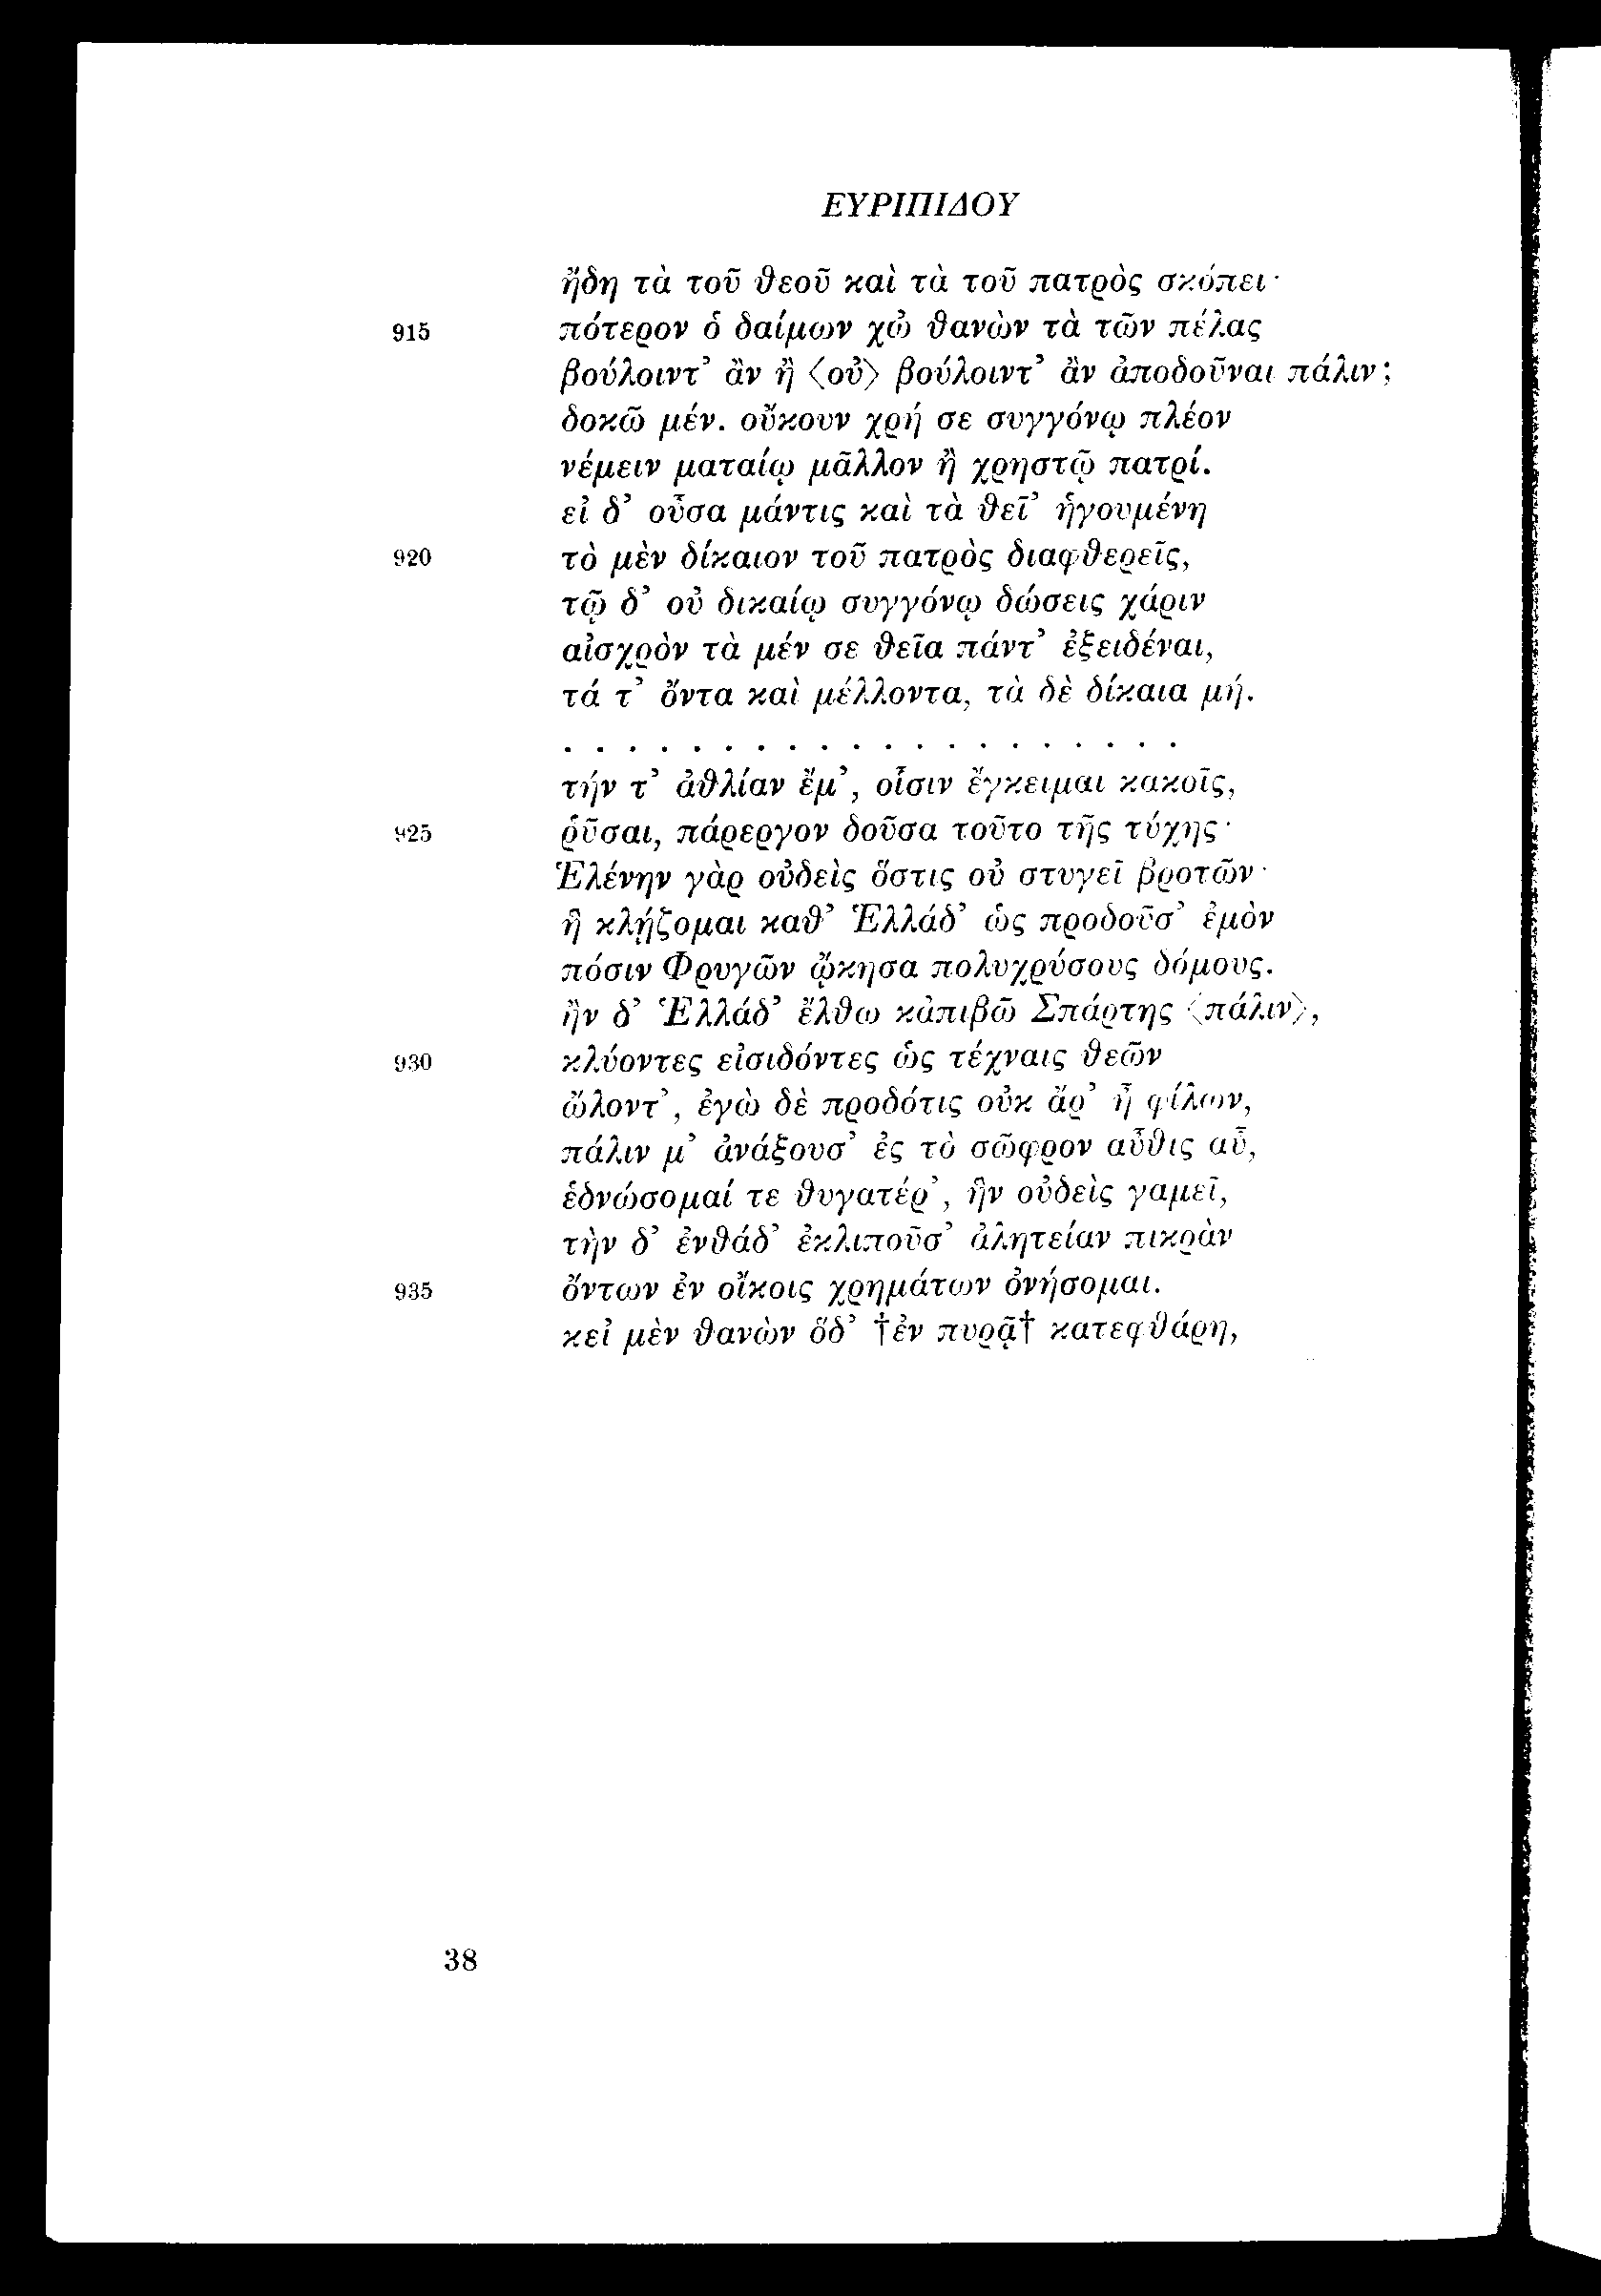 ΕΥΡΙΠΙΔΟΥ
ἤδη τὰ τοῦ θεοῦ καὶ τὰ τοῦ πατρὸς σκόπει·
915 πότερον ὁ δαίμων χὠ θανὼν τὰ τῶν πέλας
βούλοιντ’ ἂν ἢ ⟨οὐ⟩ βούλοιντ’ ἂν ἀποδοῦναι πάλιν;
δοκῶ μέν. οὔκουν χρή σε συγγόνῳ πλέον
νέμειν ματαίῳ μᾶλλον ἢ χρηστῷ πατρί.
εἰ δ’ οὖσα μάντις καὶ τὰ θεῖ’ ἡγουμένη
920 τὸ μὲν δίκαιον τοῦ πατρὸς διαφθερεῖς,
τῷ δ’ οὐ δικαίῳ συγγόνῳ δώσεις χάριν
αἰσχρὸν τὰ μέν σε θεῖα πάντ’ ἐξειδέναι,
τά τ’ ὄντα καὶ μέλλοντα, τὰ δὲ δίκαια μή.
. . . . . . . . . . . . . . . . . . . .
τήν τ’ ἀθλίαν ἔμ’, οἷσιν ἔγκειμαι κακοῖς,
925 ῥῦσαι, πάρεργον δοῦσα τοῦτο τῆς τύχης·
Ἑλένην γὰρ οὐδεὶς ὅστις οὐ στυγεῖ βροτῶν·
ἣ κλῄζομαι καθ’ Ἑλλάδ’ ὡς προδοῦσ’ ἐμὸν
πόσιν Φρυγῶν ᾤκησα πολυχρύσους δόμους.
ἢν δ’ Ἑλλάδ’ ἔλθω κἀπιβῶ Σπάρτης ⟨πάλιν⟩,
930 κλύοντες εἰσιδόντες ὡς τέχναις θεῶν
ὤλοντ’, ἐγὼ δὲ προδότις οὐκ ἄρ’ ἦ φίλων,
πάλιν μ’ ἀνάξουσ’ ἐς τὸ σῶφρον αὖθις αὖ,
ἑδνώσομαί τε θυγατέρ’, ἣν οὐδεὶς γαμεῖ,
τὴν δ’ ἐνθάδ’ ἐκλιποῦσ’ ἀλητείαν πικρὰν
935 ὄντων ἐν οἴκοις χρημάτων ὀνήσομαι.
κεἰ μὲν θανὼν ὅδ’ †ἐν πυρᾷ† κατεφθάρη,
38